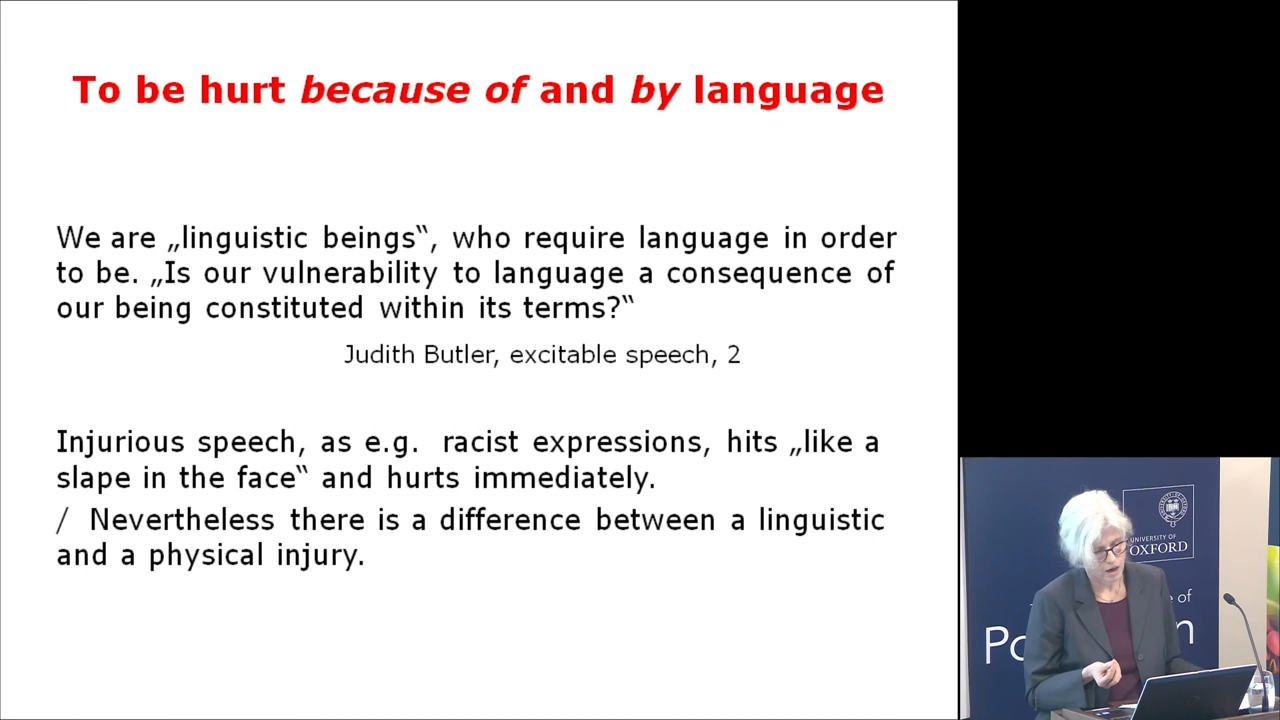 To be hurt because of and by language
We are „linguistic beings“, who require language in order
to be. „Is our vulnerability to language a consequence of
our being constituted within its terms?“
Judith Butler, excitable speech, 2
Injurious speech, as e.g. racist expressions, hits „like a
slape in the face“ and hurts immediately.
/ Nevertheless there is a difference between a linguistic
and a physical injury.
UNIVERSITY OF
OXFORD
of